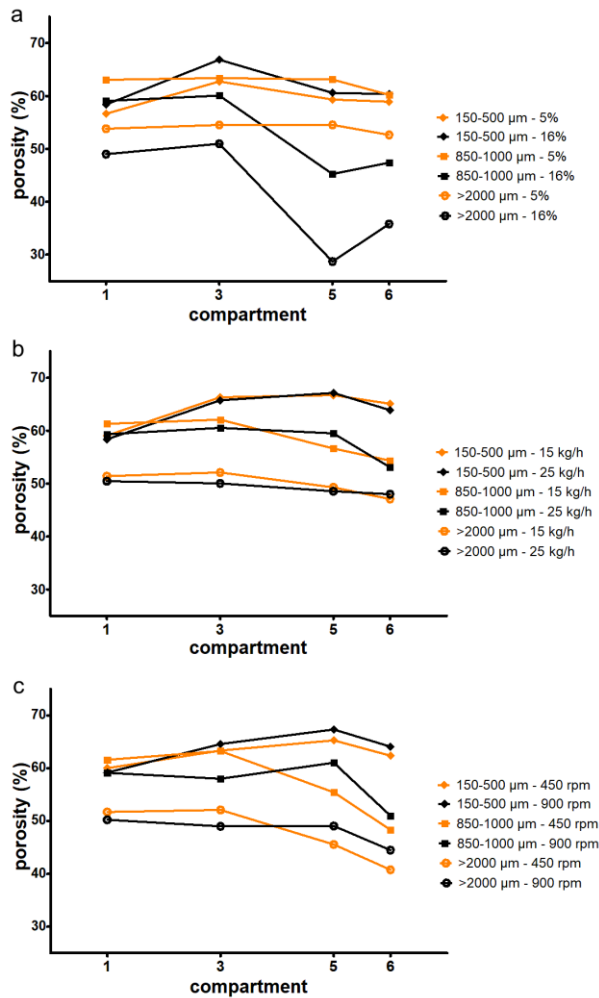 a
porosity (%)
70
60
50
40
30
1 3 5 6
compartment
150-500 µm - 5%
150-500 µm - 16%
850-1000 µm - 5%
850-1000 µm - 16%
>2000 µm - 5%
>2000 µm - 16%
b
porosity (%)
70
60
50
40
30
1 3 5 6
compartment
150-500 µm - 15 kg/h
150-500 µm - 25 kg/h
850-1000 µm - 15 kg/h
850-1000 µm - 25 kg/h
>2000 µm - 15 kg/h
>2000 µm - 25 kg/h
c
porosity (%)
70
60
50
40
30
1 3 5 6
compartment
150-500 µm - 450 rpm
150-500 µm - 900 rpm
850-1000 µm - 450 rpm
850-1000 µm - 900 rpm
>2000 µm - 450 rpm
>2000 µm - 900 rpm